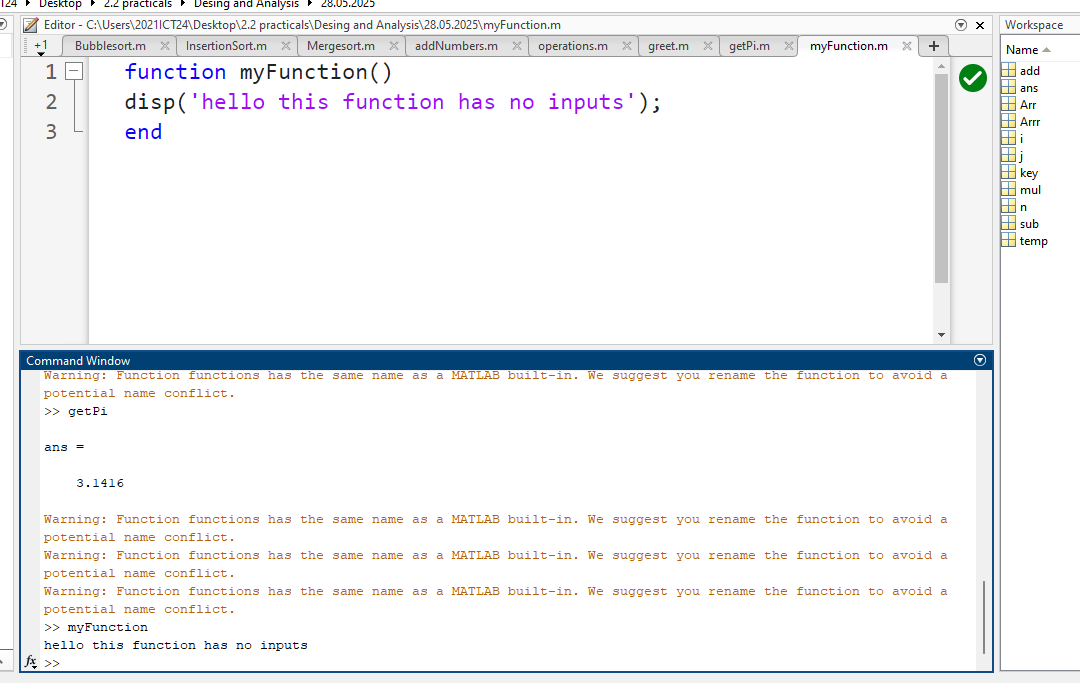 T24 Desktop 2.2 practicals Desing and Analysis 28.05.2025
Editor - C:\Users\2021ICT24\Desktop\2.2 practicals\Desing and Analysis\28.05.2025\myFunction.m
+1 Bubblesort.m InsertionSort.m Mergesort.m addNumbers.m operations.m greet.m getPi.m myFunction.m +
1 function myFunction()
2 disp('hello this function has no inputs');
3 end
Workspace
Name
add
ans
Arr
Arrr
i
j
key
mul
n
sub
temp
Command Window
Warning: Function functions has the same name as a MATLAB built-in. We suggest you rename the function to avoid a
potential name conflict.
>> getPi
ans =
3.1416
Warning: Function functions has the same name as a MATLAB built-in. We suggest you rename the function to avoid a
potential name conflict.
Warning: Function functions has the same name as a MATLAB built-in. We suggest you rename the function to avoid a
potential name conflict.
Warning: Function functions has the same name as a MATLAB built-in. We suggest you rename the function to avoid a
potential name conflict.
>> myFunction
hello this function has no inputs
fx >>